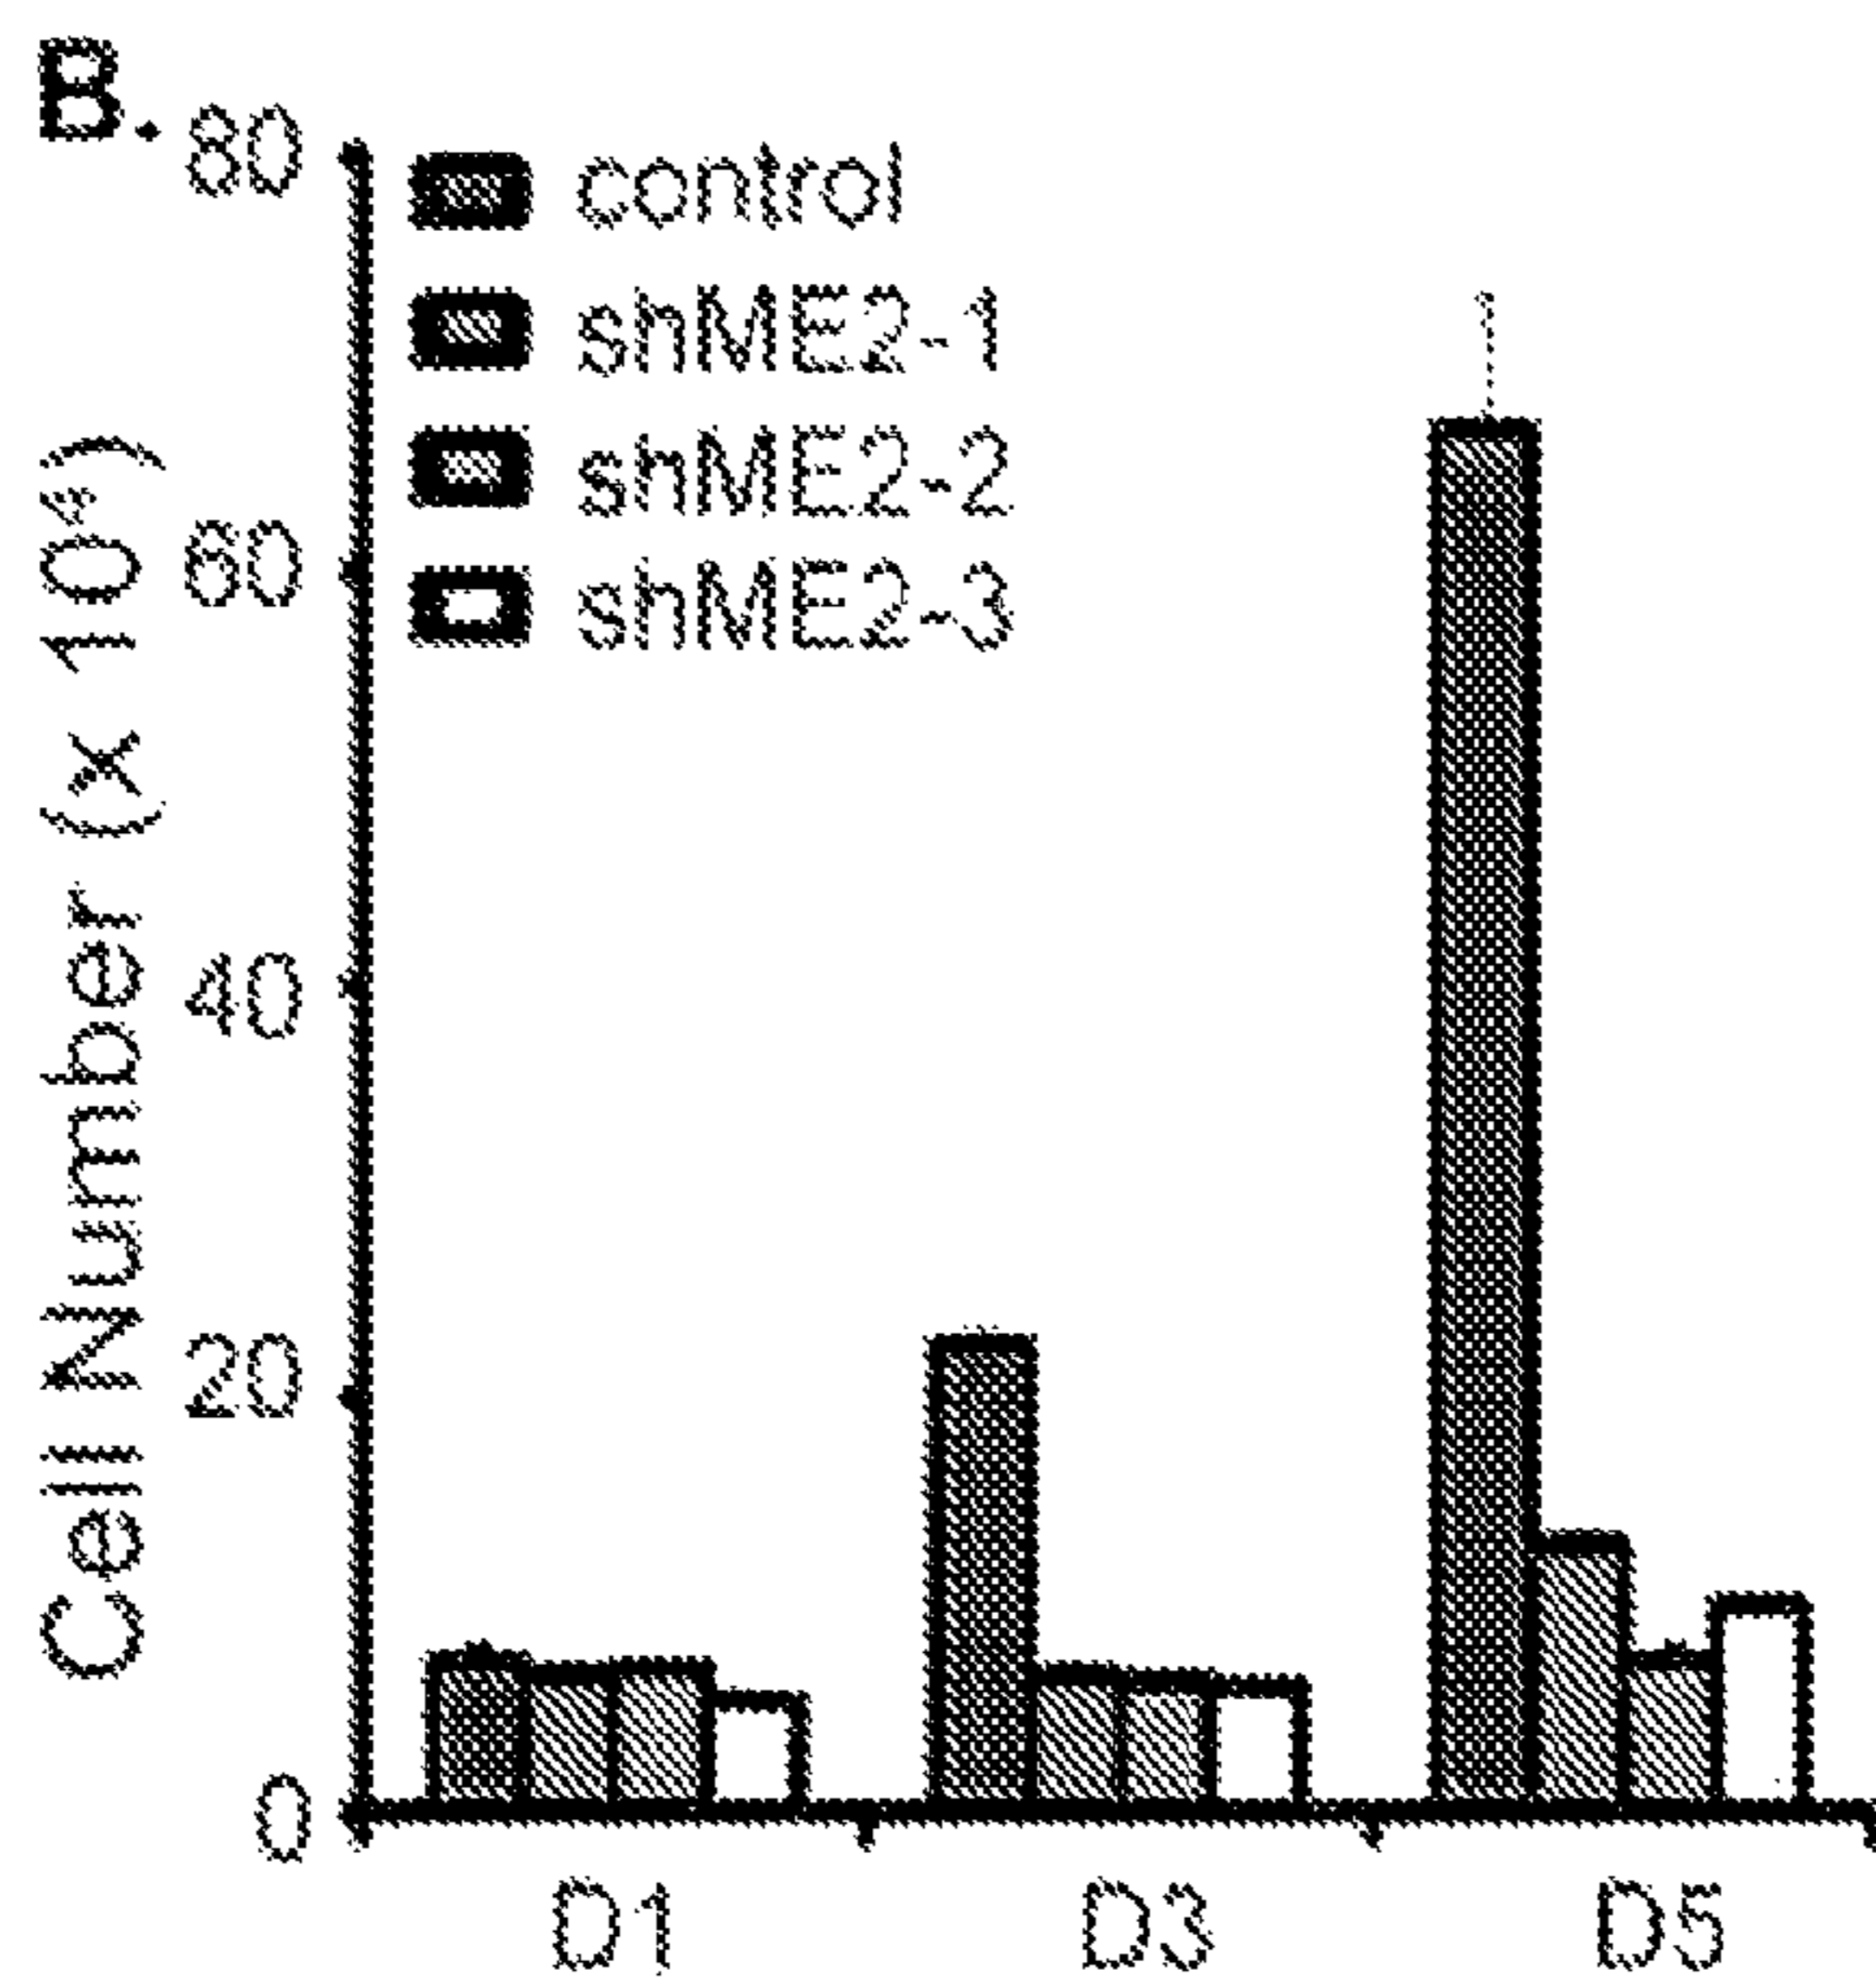 B.
Cell Number (x 10⁴)
80
60
40
20
0
control
shME2-1
shME2-2
shME2-3
D1 D3 D5